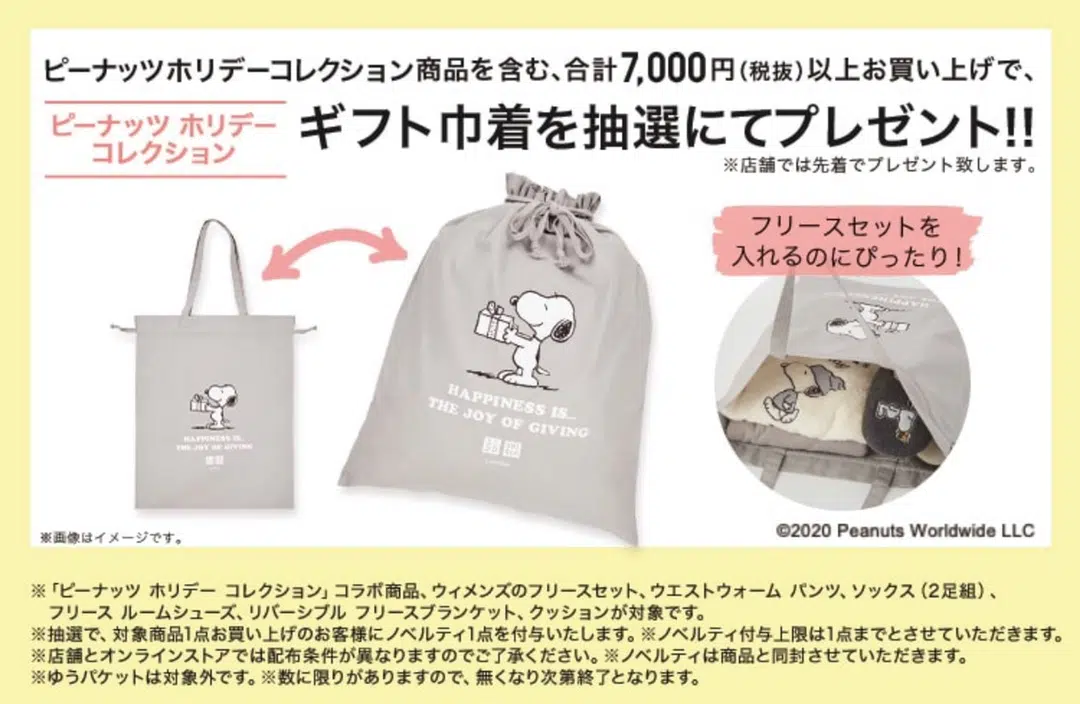 ピーナッツホリデーコレクション商品を含む、合計7,000円(税抜)以上お買い上げで、
ピーナッツ ホリデー
コレクション
ギフト巾着を抽選にてプレゼント!!
※店舗では先着でプレゼント致します。
フリースセットを
入れるのにぴったり!
HAPPINESS IS...
THE JOY OF GIVING
HAPPINESS IS...
THE JOY OF GIVING
※画像はイメージです。
©2020 Peanuts Worldwide LLC
※「ピーナッツ ホリデー コレクション」コラボ商品、ウィメンズのフリースセット、ウエストウォーム パンツ、ソックス(2足組)、
フリース ルームシューズ、リバーシブル フリースブランケット、クッションが対象です。
※抽選で、対象商品1点お買い上げのお客様にノベルティ1点を付与いたします。※ノベルティ付与上限は1点までとさせていただきます。
※店舗とオンラインストアでは配布条件が異なりますのでご了承ください。※ノベルティは商品と同封させていただきます。
※ゆうパケットは対象外です。※数に限りがありますので、無くなり次第終了となります。